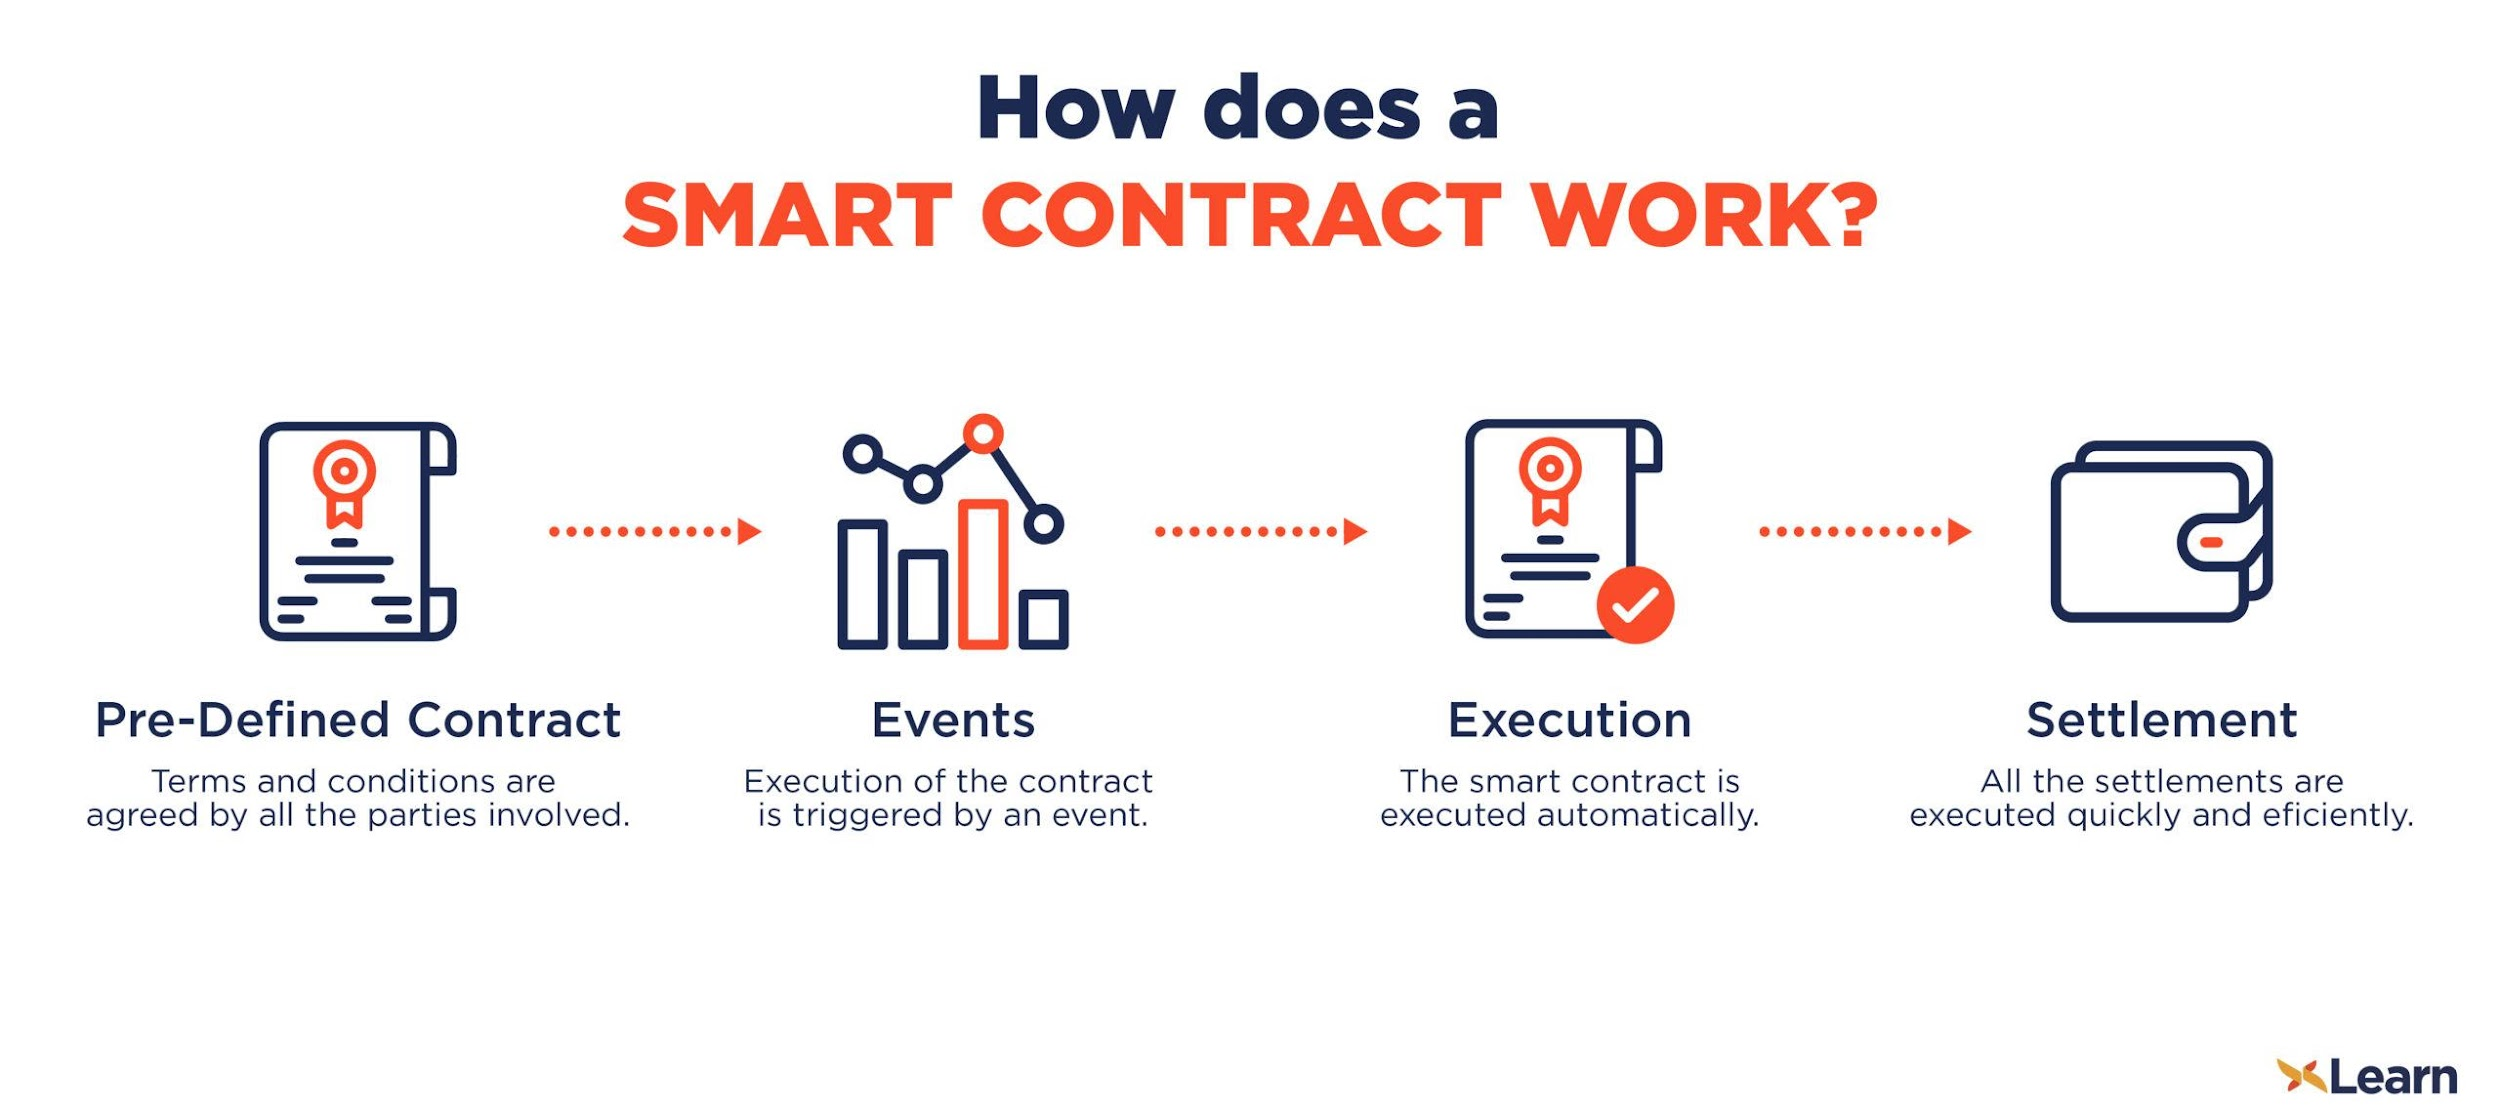 How does a
SMART CONTRACT WORK?
Pre-Defined Contract
Terms and conditions are
agreed by all the parties involved.
Events
Execution of the contract
is triggered by an event.
Execution
The smart contract is
executed automatically.
Settlement
All the settlements are
executed quickly and eficiently.
Learn